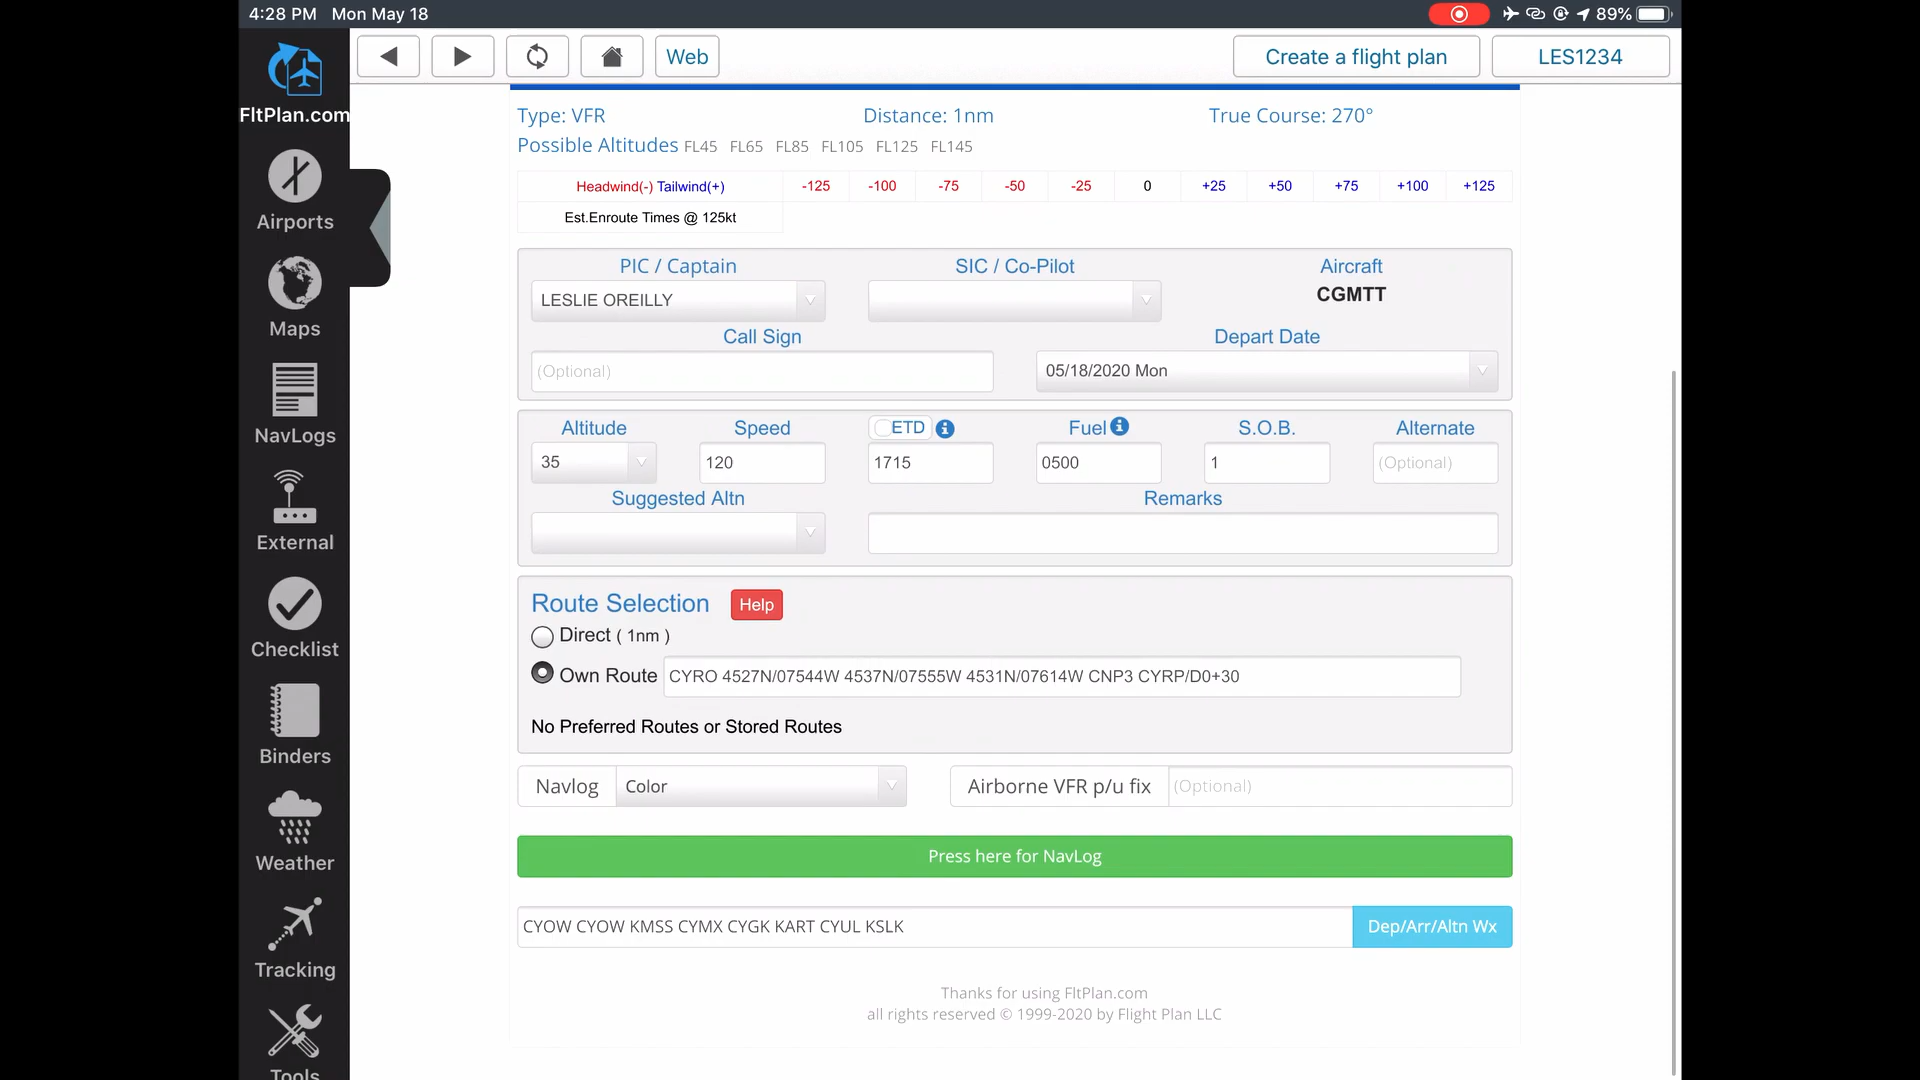 4:28 PM Mon May 18 89%
FltPlan.com
Airports
Maps
NavLogs
External
Checklist
Binders
Weather
Tracking
Tools
Web Create a flight plan LES1234
Type: VFR Distance: 1nm True Course: 270°
Possible Altitudes FL45 FL65 FL85 FL105 FL125 FL145
Headwind(-) Tailwind(+) -125 -100 -75 -50 -25 0 +25 +50 +75 +100 +125
Est.Enroute Times @ 125kt
PIC / Captain SIC / Co-Pilot Aircraft
LESLIE OREILLY CGMTT
Call Sign Depart Date
(Optional) 05/18/2020 Mon
Altitude Speed ETD Fuel S.O.B. Alternate
35 120 1715 0500 1 (Optional)
Suggested Altn Remarks
Route Selection Help
Direct ( 1nm )
Own Route CYRO 4527N/07544W 4537N/07555W 4531N/07614W CNP3 CYRP/D0+30
No Preferred Routes or Stored Routes
Navlog Color Airborne VFR p/u fix (Optional)
Press here for NavLog
CYOW CYOW KMSS CYMX CYGK KART CYUL KSLK Dep/Arr/Altn Wx
Thanks for using FltPlan.com
all rights reserved © 1999-2020 by Flight Plan LLC